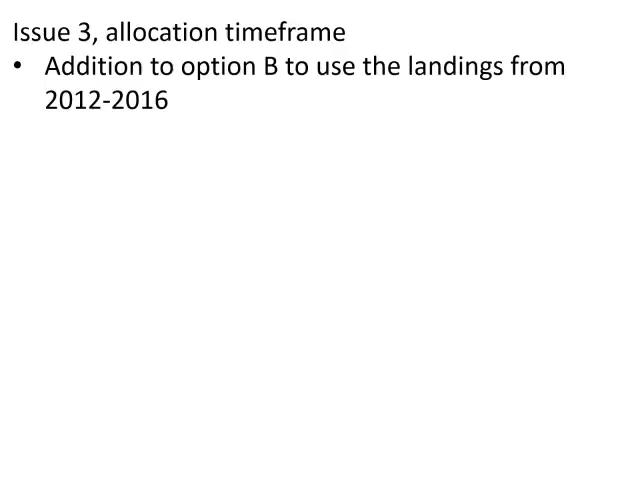 Issue 3, allocation timeframe
• Addition to option B to use the landings from
2012-2016